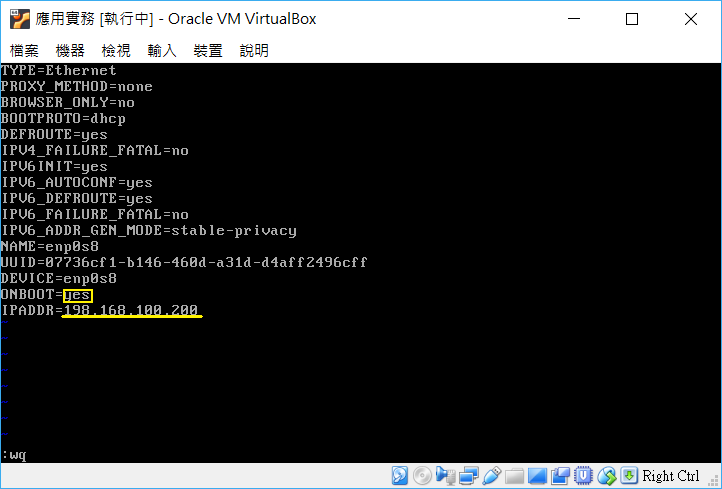 應用實務 [執行中] - Oracle VM VirtualBox
檔案 機器 檢視 輸入 裝置 說明
TYPE=Ethernet
PROXY_METHOD=none
BROWSER_ONLY=no
BOOTPROTO=dhcp
DEFROUTE=yes
IPV4_FAILURE_FATAL=no
IPV6INIT=yes
IPV6_AUTOCONF=yes
IPV6_DEFROUTE=yes
IPV6_FAILURE_FATAL=no
IPV6_ADDR_GEN_MODE=stable-privacy
NAME=enp0s8
UUID=07736cf1-b146-460d-a31d-d4aff2496cff
DEVICE=enp0s8
ONBOOT=yes
IPADDR=198.168.100.200
~
~
~
~
~
~
~
~
:wq
Right Ctrl